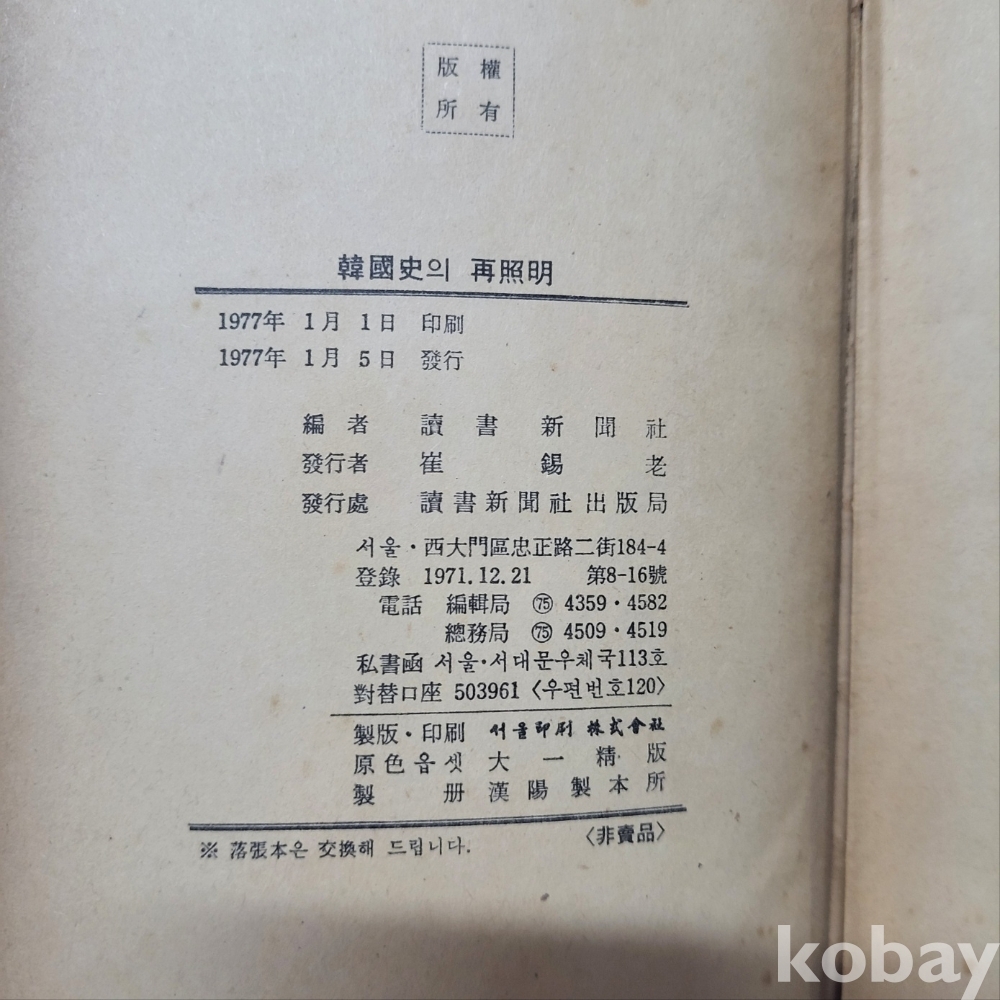 版權
所有
韓國史의 再照明
1977年 1月 1日 印刷
1977年 1月 5日 發行
編者 讀書新聞社
發行者 崔錫老
發行處 讀書新聞社出版局
서울·西大門區忠正路二街184-4
登錄 1971.12.21 第8-16號
電話 編輯局 ㉄ 4359·4582
總務局 ㉄ 4509·4519
私書函 서울·서대문우체국113호
對替口座 503961 〈우편번호120〉
製版·印刷 서울印刷 株式會社
原色옵셋 大一精版
製册 漢陽製本所
※ 落張本은 交換해 드립니다. 〈非賣品〉
kobay